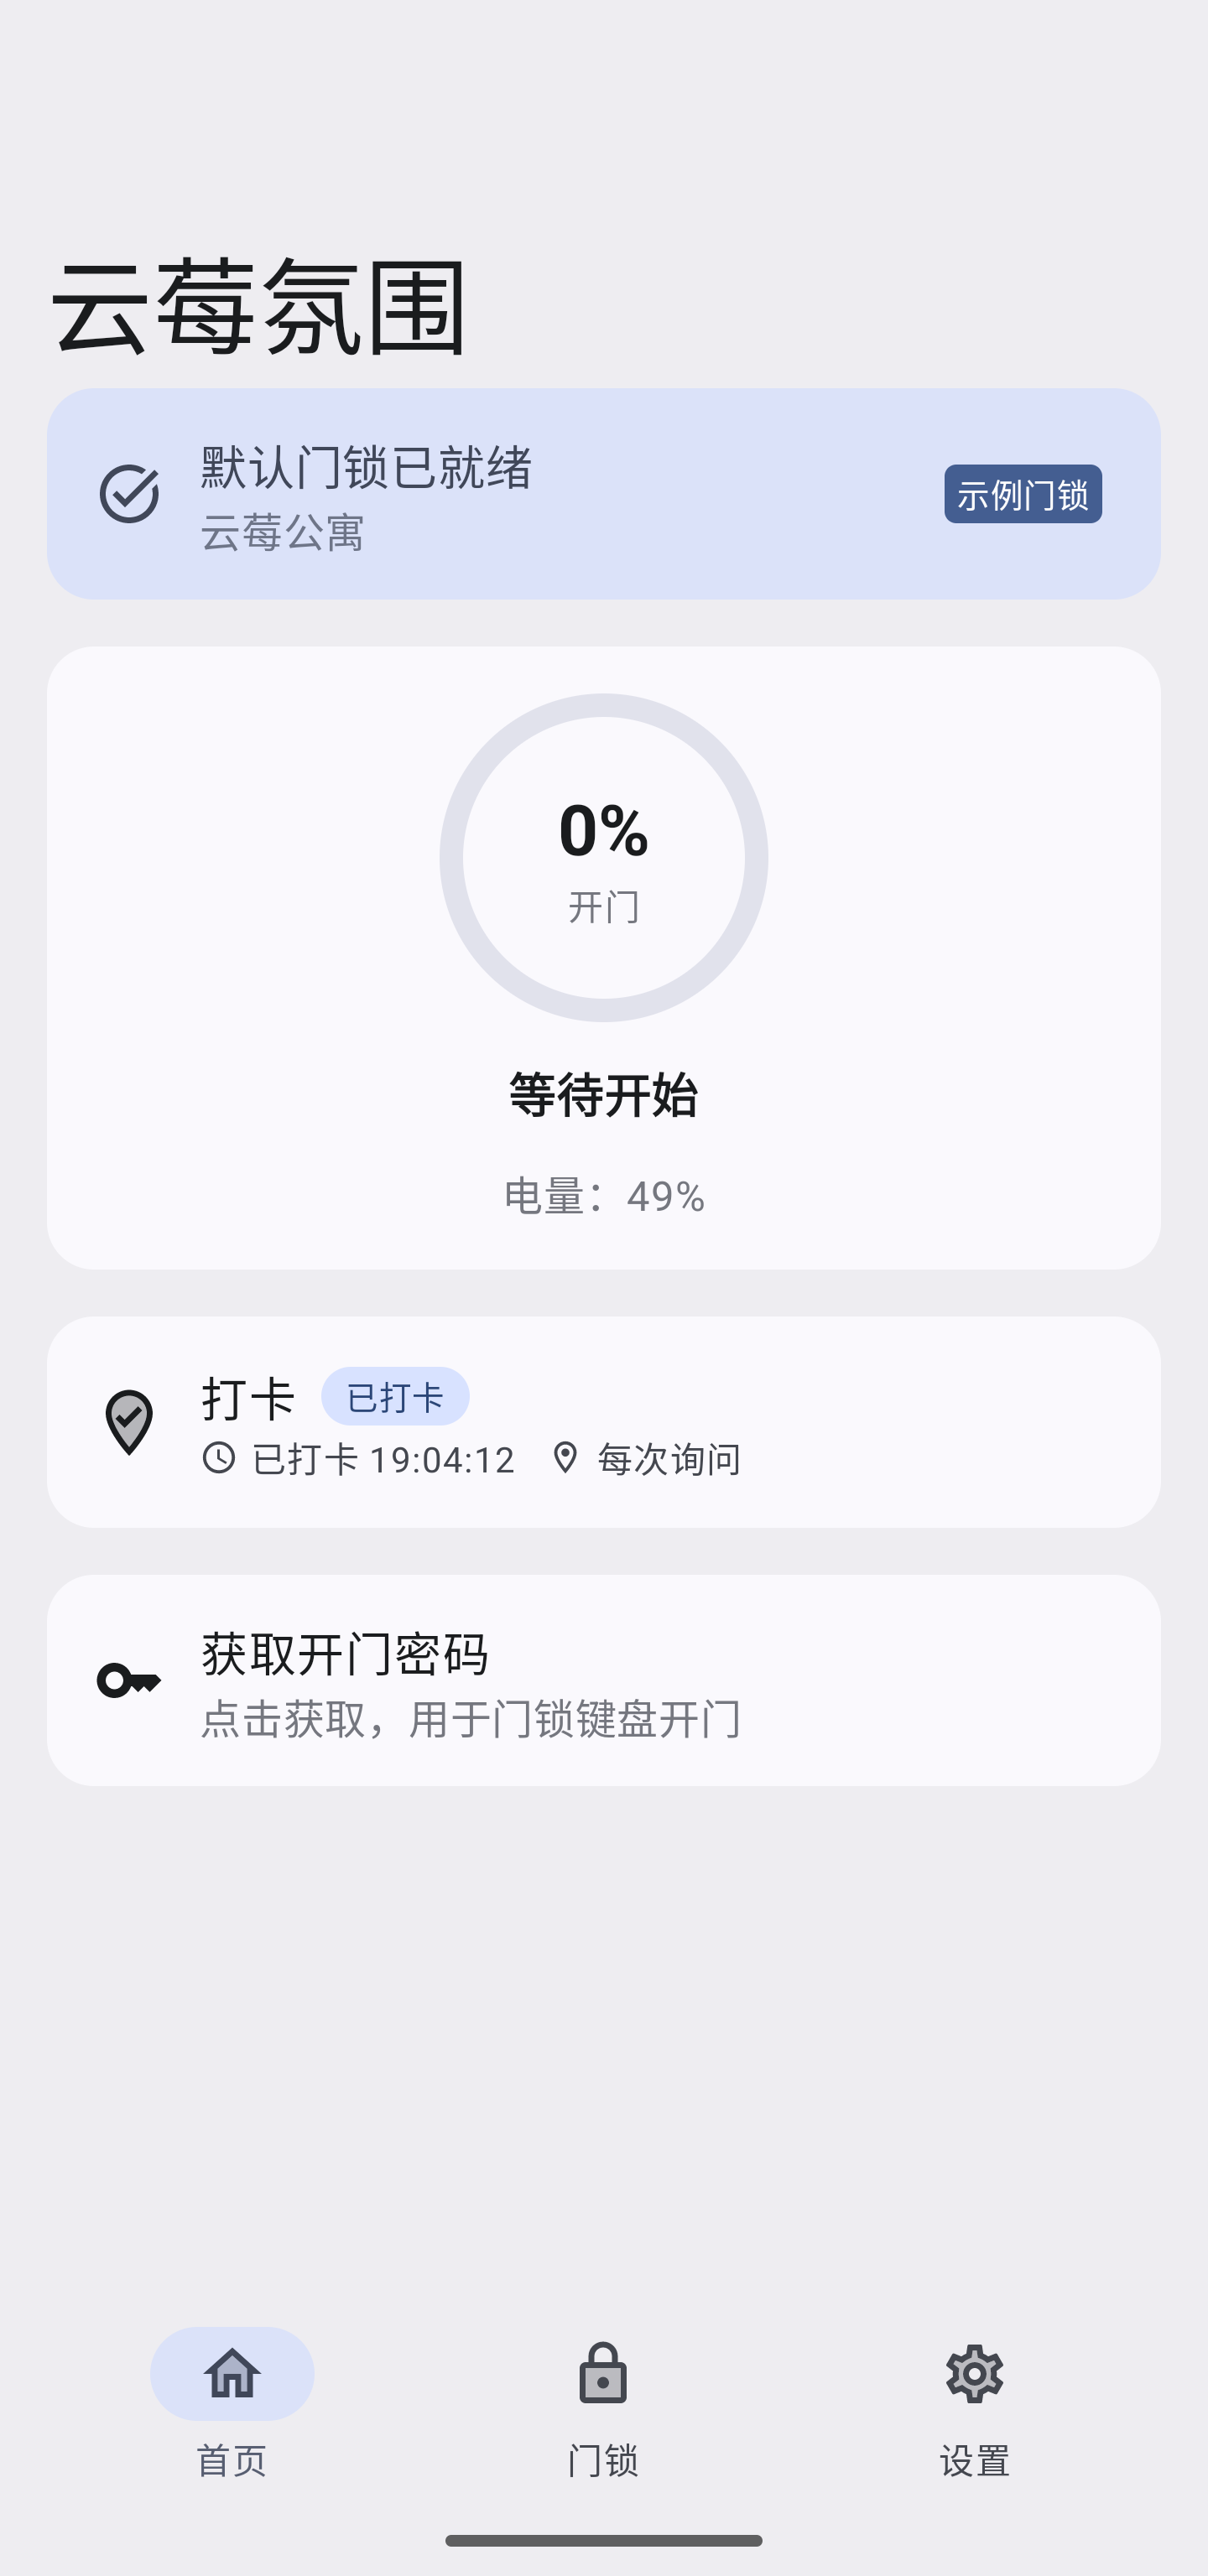 云莓氛围
默认门锁已就绪
云莓公寓
示例门锁
0%
开门
等待开始
电量：49%
打卡 已打卡
已打卡 19:04:12 每次询问
获取开门密码
点击获取，用于门锁键盘开门
首页 门锁 设置